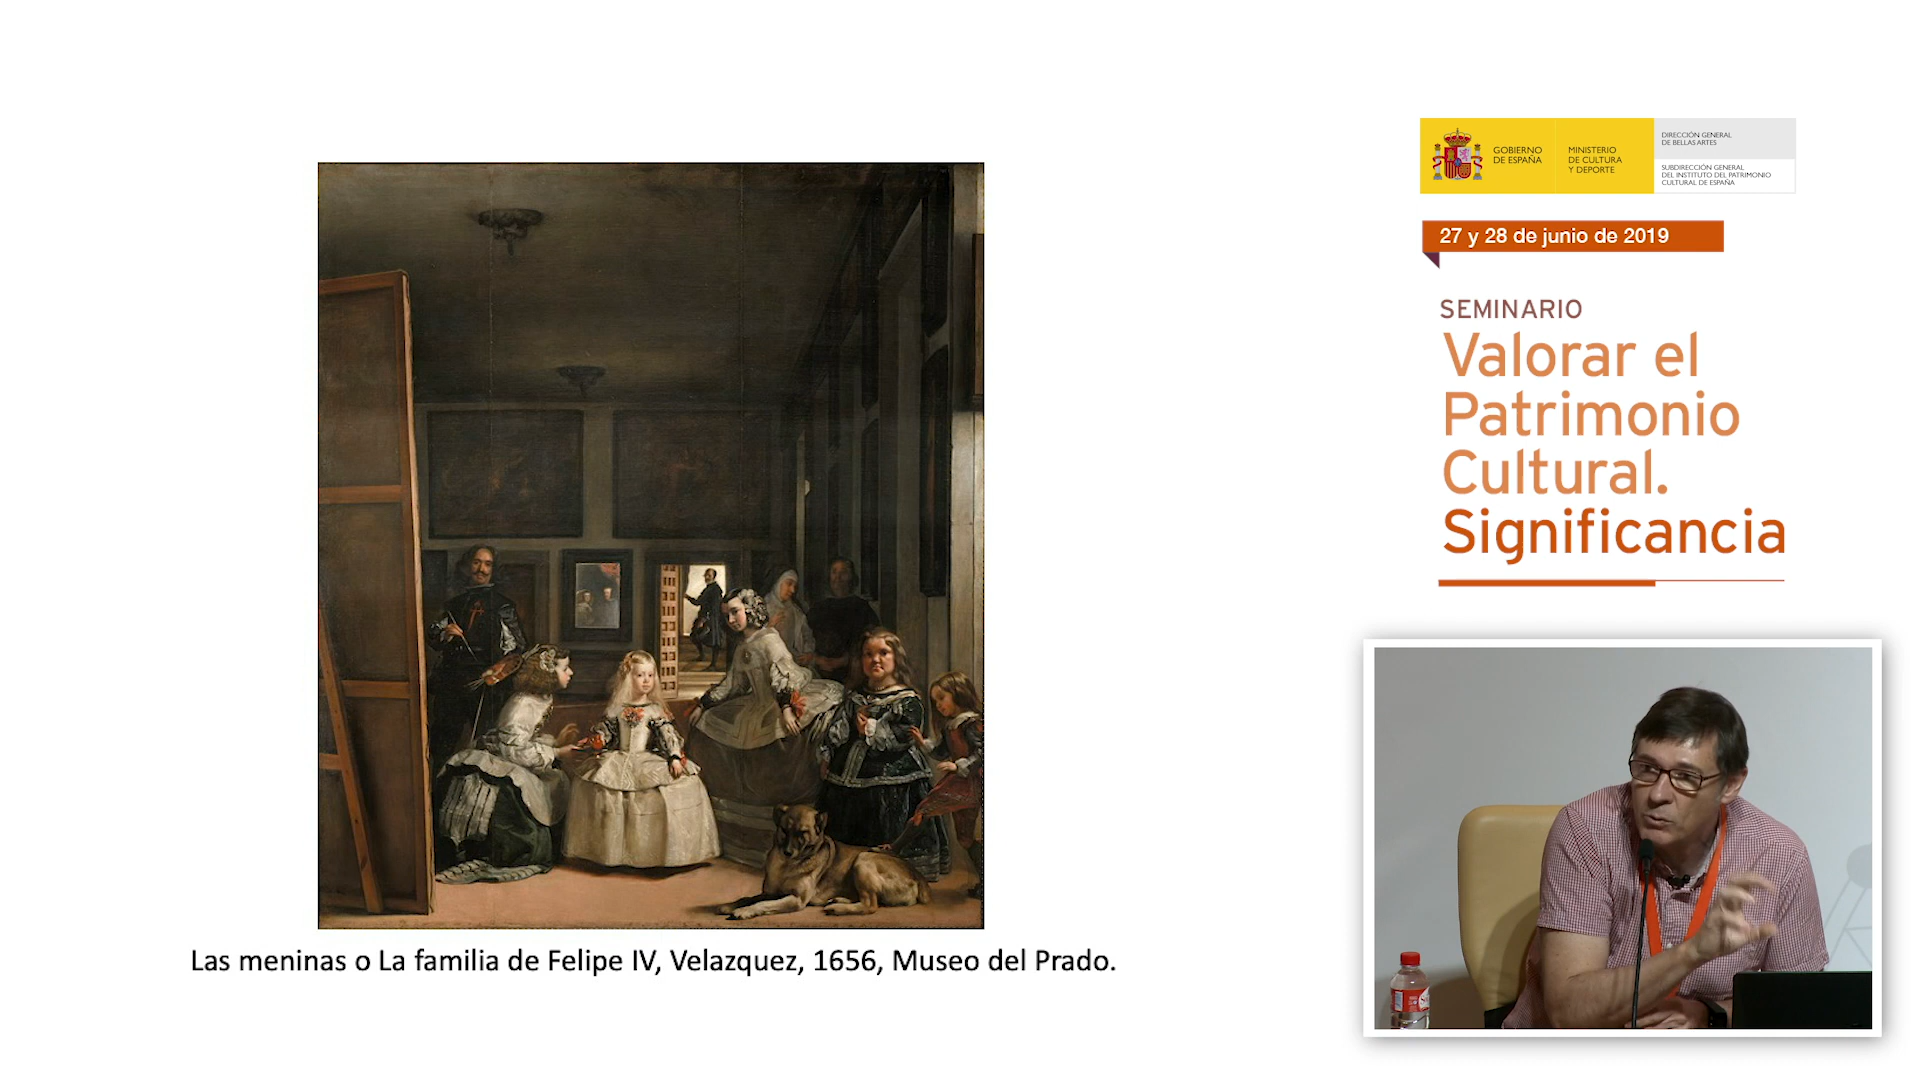 GOBIERNO
DE ESPAÑA
MINISTERIO
DE CULTURA
Y DEPORTE
DIRECCIÓN GENERAL
DE BELLAS ARTES
SUBDIRECCIÓN GENERAL
DEL INSTITUTO DEL PATRIMONIO
CULTURAL DE ESPAÑA
27 y 28 de junio de 2019
SEMINARIO
Valorar el
Patrimonio
Cultural.
Significancia
Las meninas o La familia de Felipe IV, Velazquez, 1656, Museo del Prado.